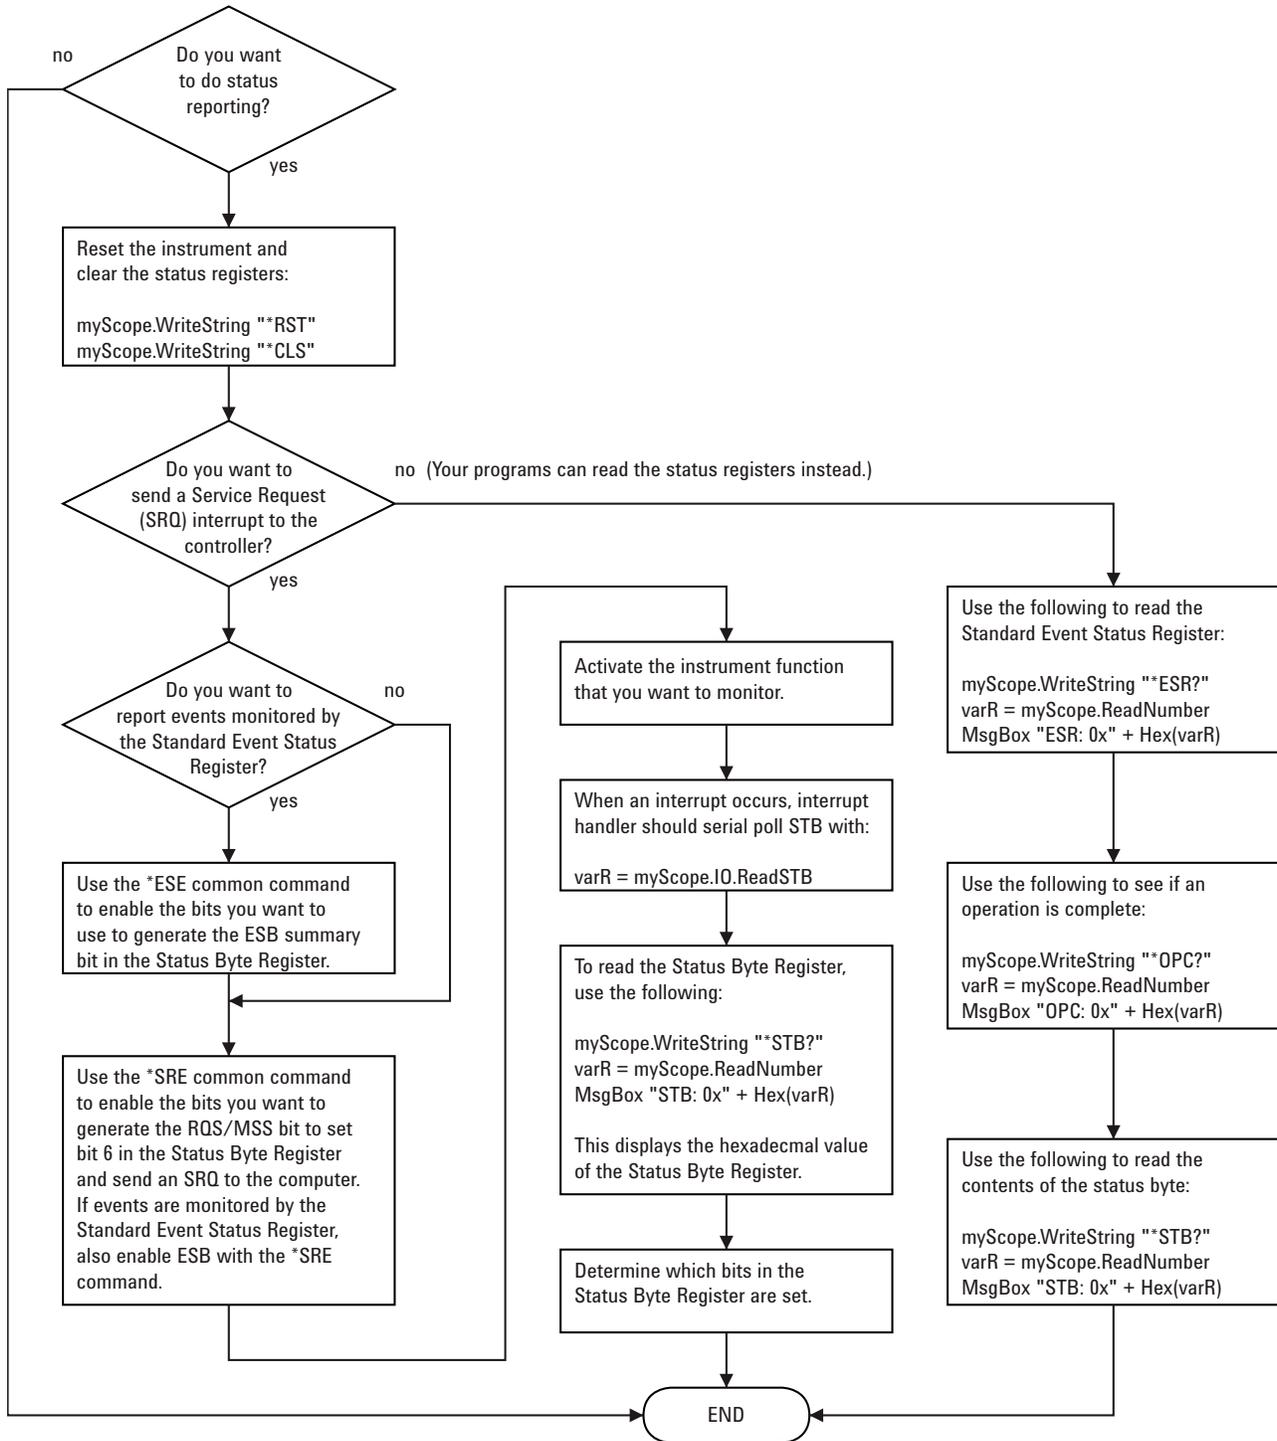 no
Do you want
to do status
reporting?
yes
Reset the instrument and
clear the status registers:
myScope.WriteString "*RST"
myScope.WriteString "*CLS"
Do you want to
send a Service Request
(SRQ) interrupt to the
controller?
no (Your programs can read the status registers instead.)
yes
Do you want to
report events monitored by
the Standard Event Status
Register?
no
yes
Use the *ESE common command
to enable the bits you want to
use to generate the ESB summary
bit in the Status Byte Register.
Use the *SRE common command
to enable the bits you want to
generate the RQS/MSS bit to set
bit 6 in the Status Byte Register
and send an SRQ to the computer.
If events are monitored by the
Standard Event Status Register,
also enable ESB with the *SRE
command.
Activate the instrument function
that you want to monitor.
When an interrupt occurs, interrupt
handler should serial poll STB with:
varR = myScope.IO.ReadSTB
To read the Status Byte Register,
use the following:
myScope.WriteString "*STB?"
varR = myScope.ReadNumber
MsgBox "STB: 0x" + Hex(varR)
This displays the hexadecmal value
of the Status Byte Register.
Determine which bits in the
Status Byte Register are set.
Use the following to read the
Standard Event Status Register:
myScope.WriteString "*ESR?"
varR = myScope.ReadNumber
MsgBox "ESR: 0x" + Hex(varR)
Use the following to see if an
operation is complete:
myScope.WriteString "*OPC?"
varR = myScope.ReadNumber
MsgBox "OPC: 0x" + Hex(varR)
Use the following to read the
contents of the status byte:
myScope.WriteString "*STB?"
varR = myScope.ReadNumber
MsgBox "STB: 0x" + Hex(varR)
END